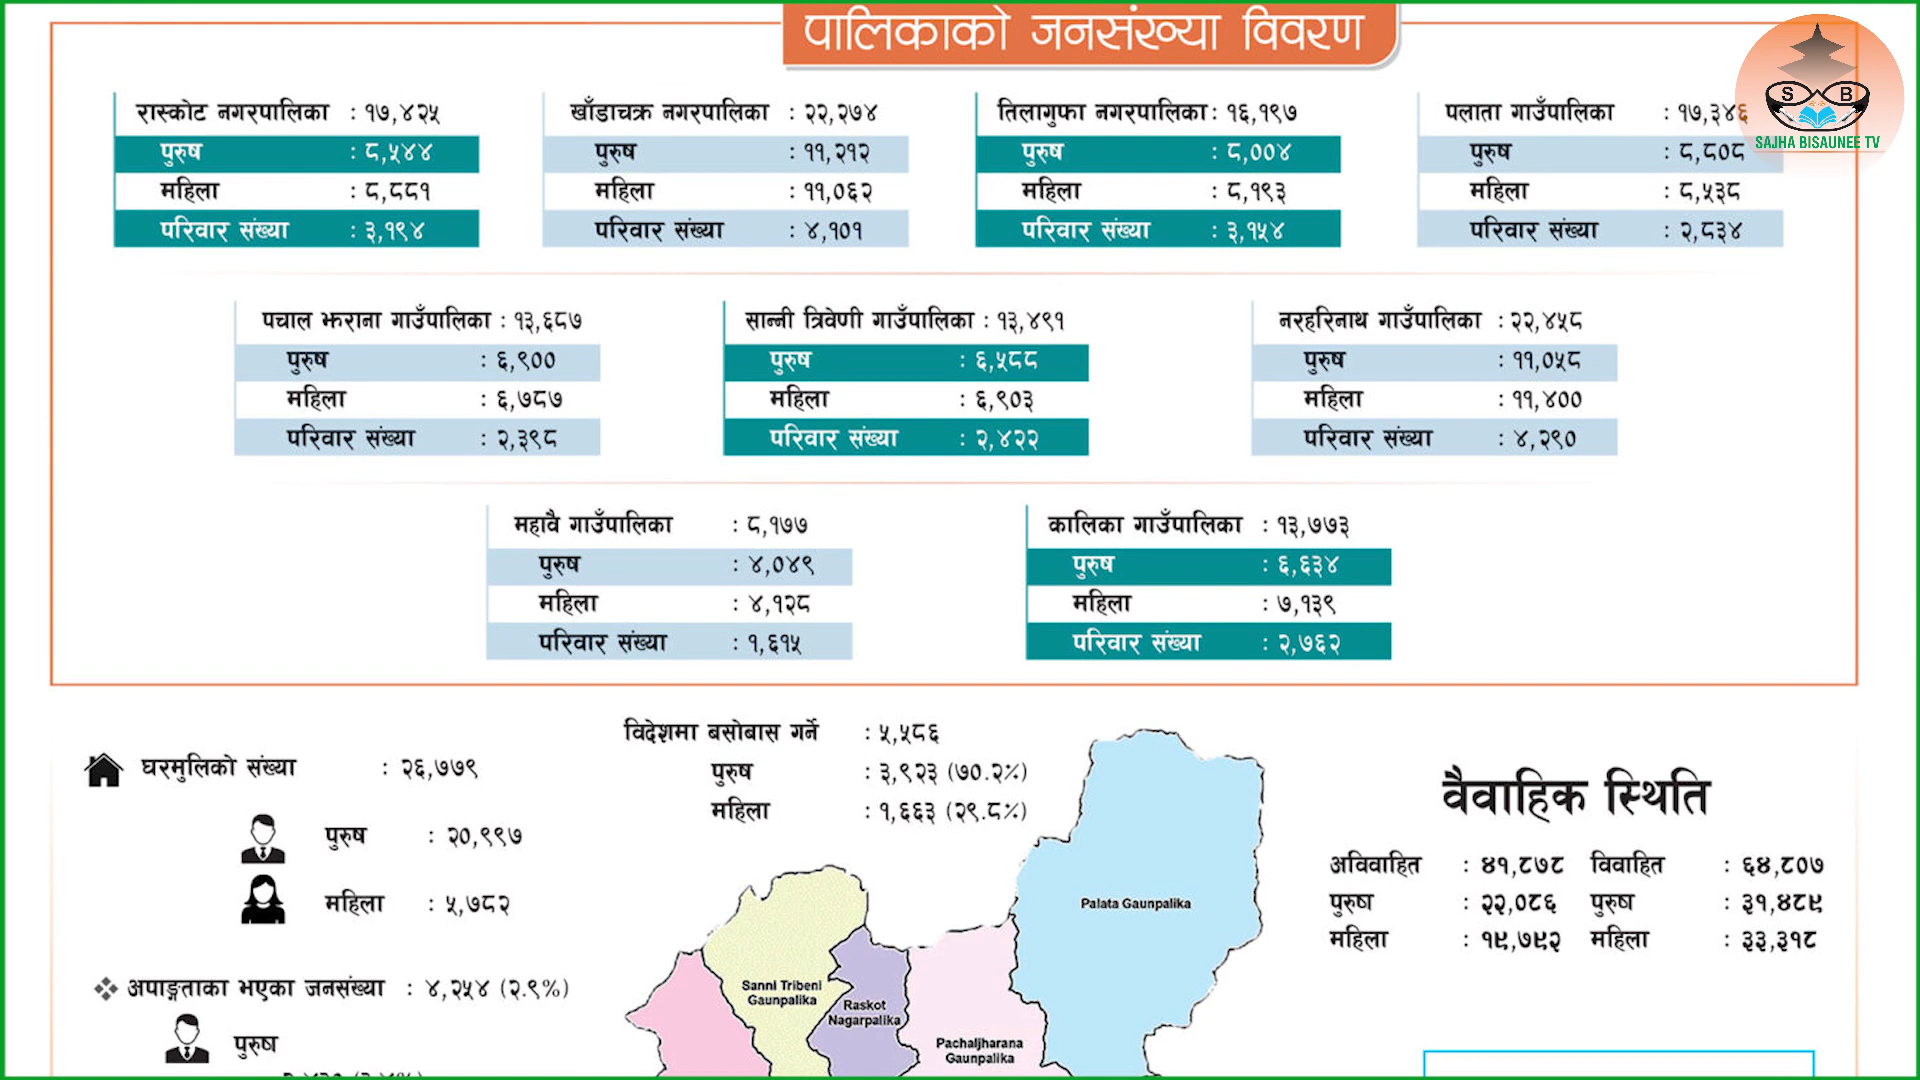 पालिकाको जनसंख्या विवरण
S B
SAJHA BISAUNEE TV
रास्कोट नगरपालिका : १७,४२५
पुरुष : ८,५४४
महिला : ८,८८१
परिवार संख्या : ३,१९४
खाँडाचक्र नगरपालिका : २२,२७४
पुरुष : ११,२१२
महिला : ११,०६२
परिवार संख्या : ४,१०१
तिलागुफा नगरपालिका : १६,१९७
पुरुष : ८,००४
महिला : ८,१९३
परिवार संख्या : ३,१५४
पलाता गाउँपालिका : १७,३४६
पुरुष : ८,८०८
महिला : ८,५३८
परिवार संख्या : २,८३४
पचाल झराना गाउँपालिका : १३,६८७
पुरुष : ६,९००
महिला : ६,७८७
परिवार संख्या : २,३९८
सान्नी त्रिवेणी गाउँपालिका : १३,४९१
पुरुष : ६,५८८
महिला : ६,९०३
परिवार संख्या : २,४२२
नरहरिनाथ गाउँपालिका : २२,४५८
पुरुष : ११,०५८
महिला : ११,४००
परिवार संख्या : ४,२९०
महावै गाउँपालिका : ८,१७७
पुरुष : ४,०४९
महिला : ४,१२८
परिवार संख्या : १,६१५
कालिका गाउँपालिका : १३,७७३
पुरुष : ६,६३४
महिला : ७,१३९
परिवार संख्या : २,७६२
घरमुलिको संख्या : २६,७७९
पुरुष : २०,९९७
महिला : ५,७८२
अपाङ्गताका भएका जनसंख्या : ४,२५४ (२.९%)
पुरुष
विदेशमा बसोबास गर्ने : ५,५८६
पुरुष : ३,९२३ (७०.२%)
महिला : १,६६३ (२९.८%)
Palata Gaunpalika
Sanni Tribeni
Gaunpalika
Raskot
Nagarpalika
Pachaljharana
Gaunpalika
वैवाहिक स्थिति
अविवाहित : ४१,८७८ विवाहित : ६४,८०७
पुरुष : २२,०८६ पुरुष : ३१,४८९
महिला : १९,७९२ महिला : ३३,३१८